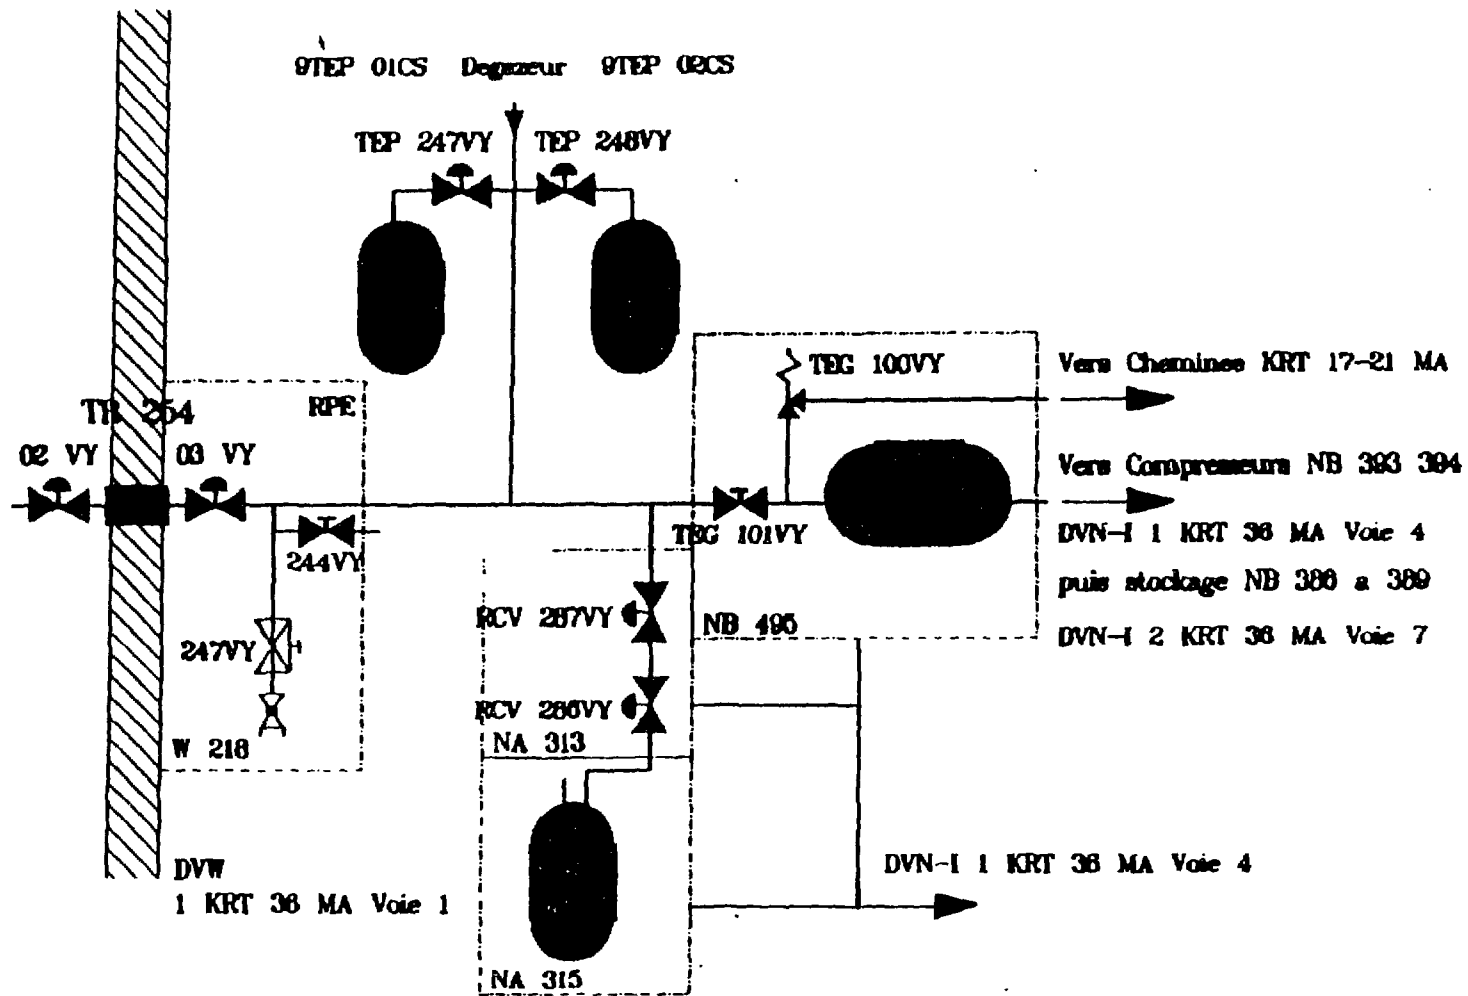 9TEP 01CS Degazeur 9TEP 02CS
TEP 247VY TEP 248VY
TEG 100VY
Vers Cheminee KRT 17-21 MA
TR 254
RPE
02 VY
03 VY
Vers Compresseurs NB 393 394
TEG 101VY
DVN-I 1 KRT 36 MA Voie 4
244VY
puis stockage NB 386 a 389
RCV 287VY
NB 495
DVN-I 2 KRT 36 MA Voie 7
247VY
RCV 286VY
W 218
NA 313
DVW
1 KRT 36 MA Voie 1
DVN-I 1 KRT 36 MA Voie 4
NA 315